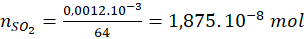 n_{SO_2} = \frac{0,0012.10^{-3}}{64} = 1,875.10^{-8} mol